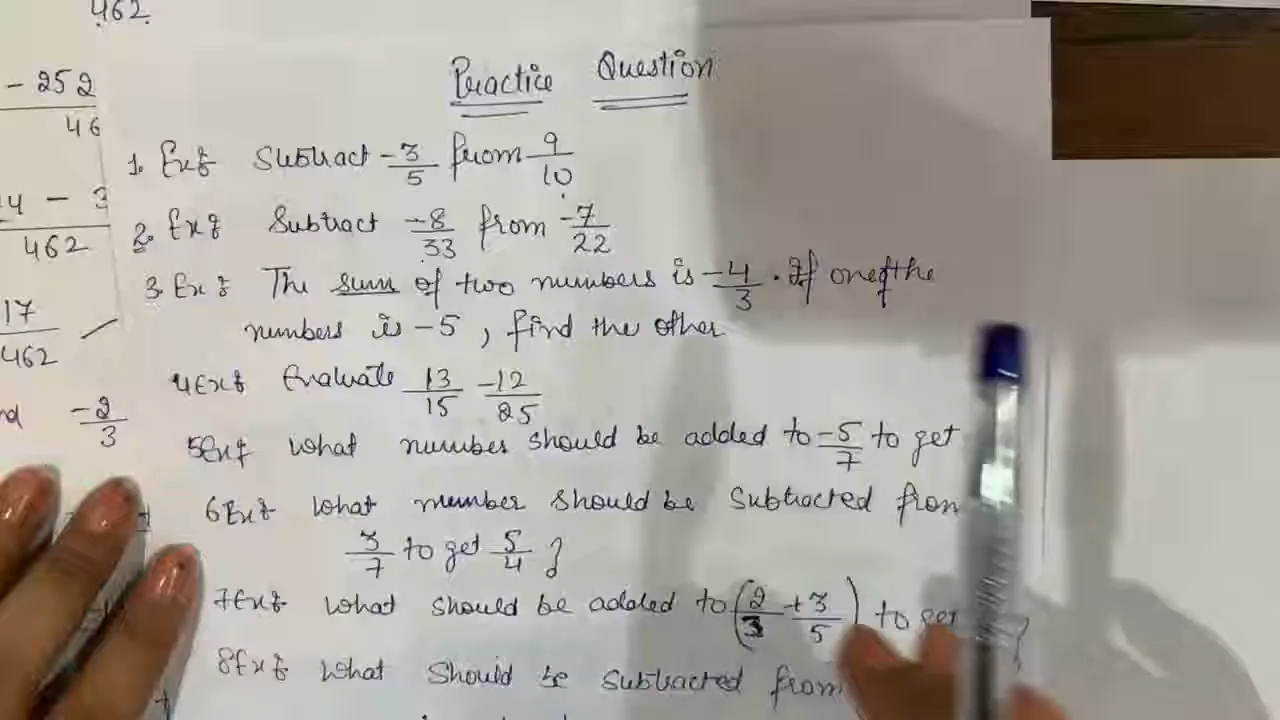 462
- 252
46
4 - 3
462
17
462
-2/3
Practice Question
1. Ex: Subtract -3/5 from 9/10
2. Ex: Subtract -8/33 from -7/22
3. Ex: The sum of two numbers is -4/3. If one of the
numbers is -5, find the other
4 Ex: Evaluate 13/15 -12/25
5 Ex: What number should be added to -5/7 to get
6 Ex: What number should be subtracted from
3/7 to get 5/4 ?
7 Ex: What should be added to (2/3 + 3/5) to get ?
8 Ex: What should be subtracted from